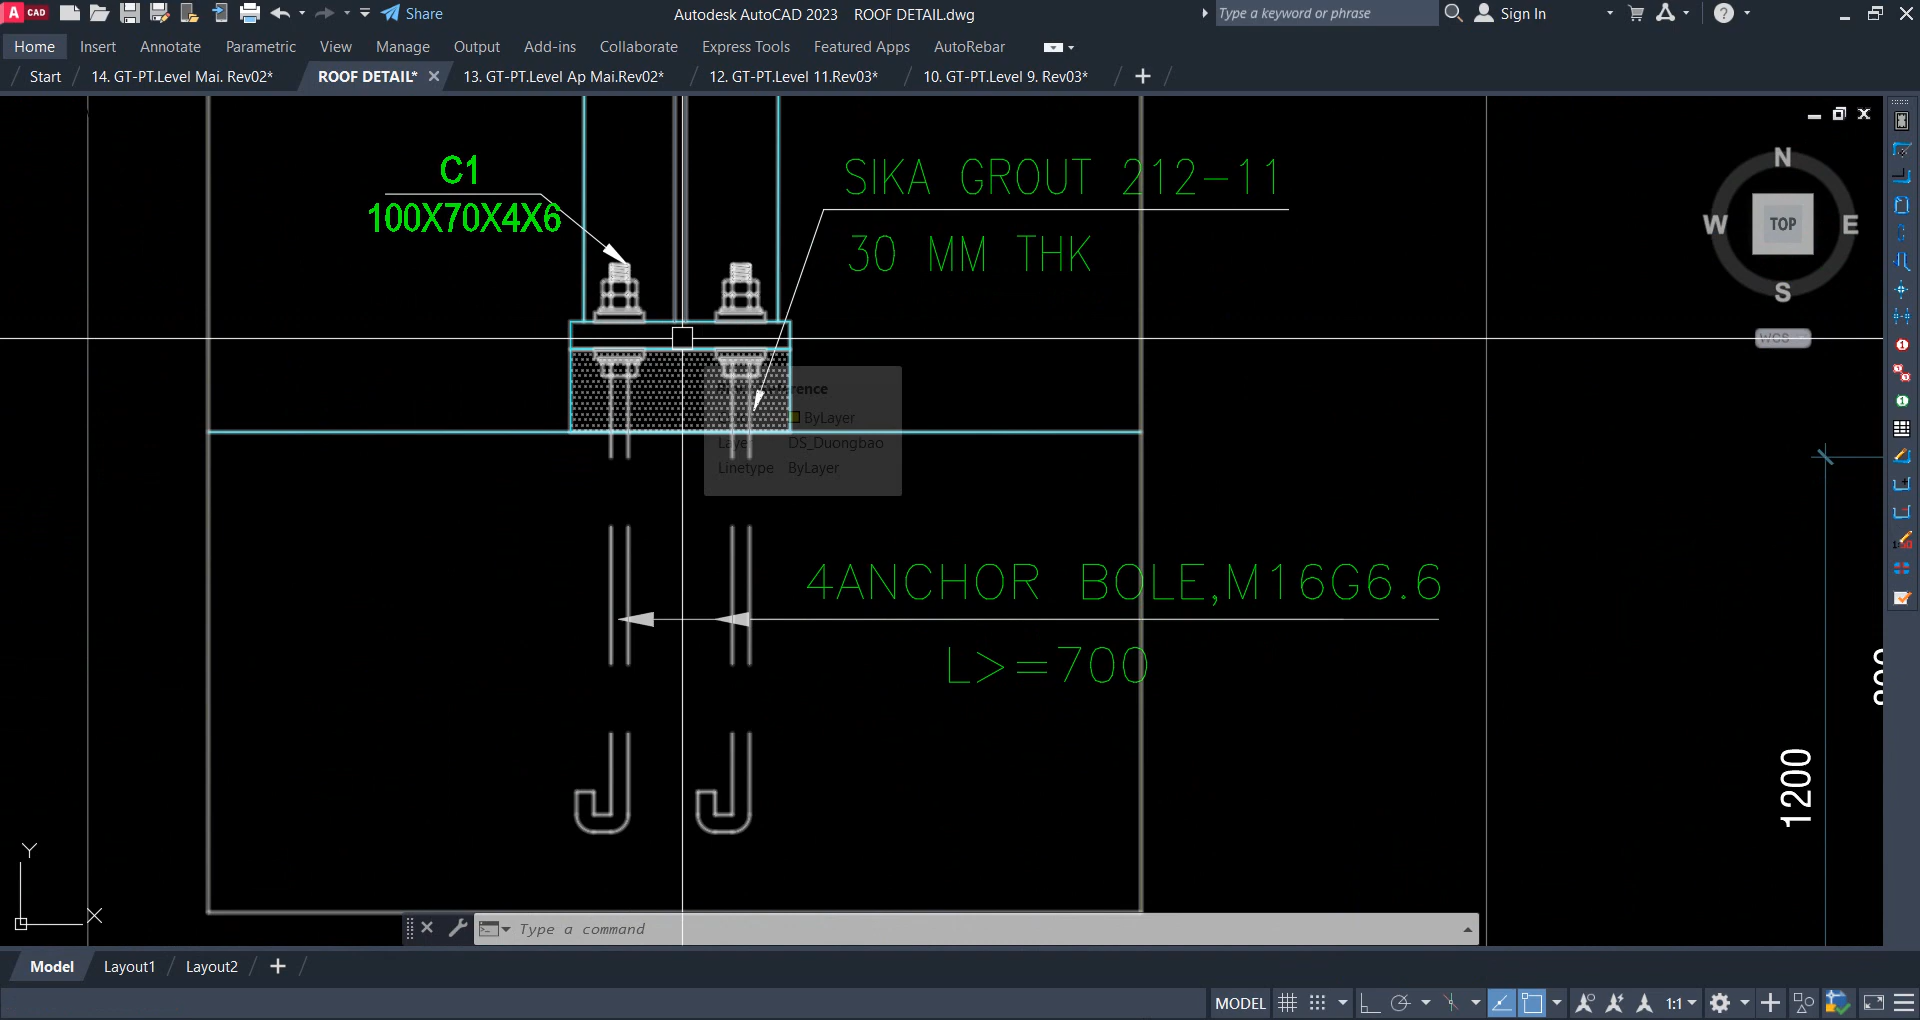 A CAD
Share
Autodesk AutoCAD 2023 ROOF DETAIL.dwg
Type a keyword or phrase
Sign In
?
Home Insert Annotate Parametric View Manage Output Add-ins Collaborate Express Tools Featured Apps AutoRebar
Start 14. GT-PT.Level Mai. Rev02* ROOF DETAIL* 13. GT-PT.Level Ap Mai.Rev02* 12. GT-PT.Level 11.Rev03* 10. GT-PT.Level 9. Rev03*
C1
100X70X4X6
SIKA GROUT 212-11
30 MM THK
N
W TOP E
S
WCS
ByLayer
DS_Duongbao
Linetype ByLayer
4ANCHOR BOLE,M16G6.6
L>=700
1200
Y
X
Type a command
Model Layout1 Layout2
MODEL
1:1